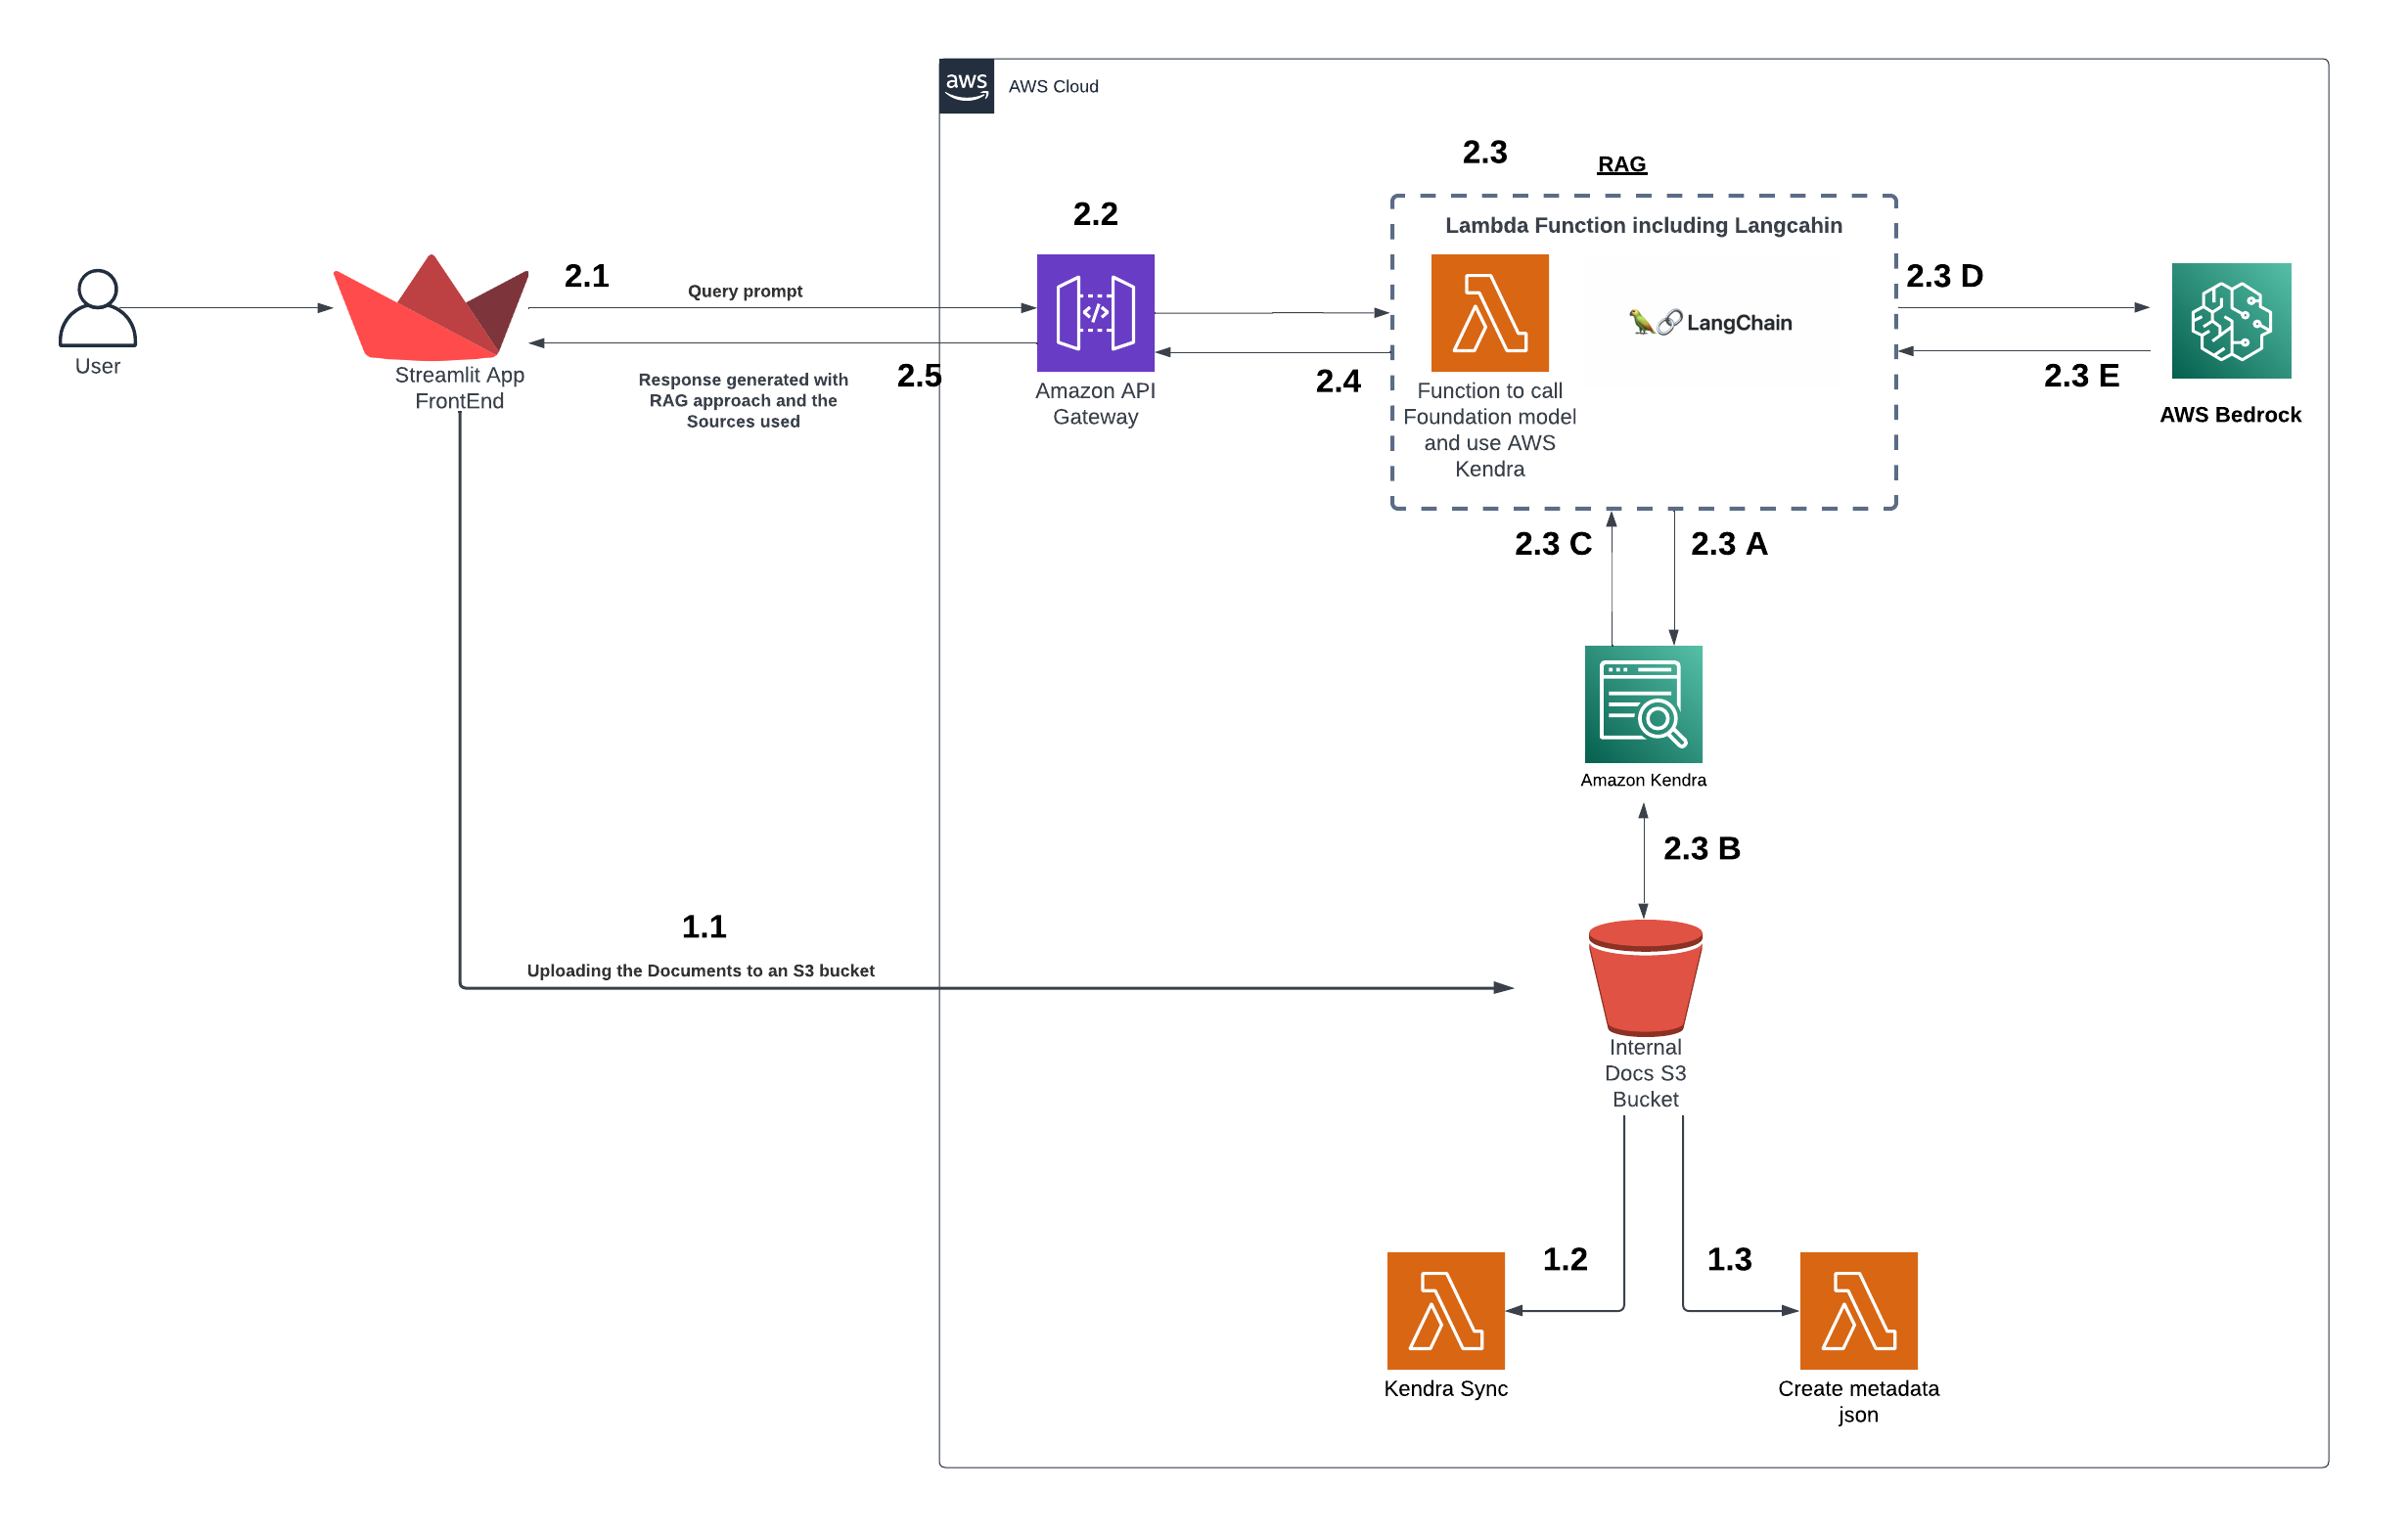 aws
AWS Cloud
2.3
RAG
2.2
Lambda Function including Langcahin
2.1
Query prompt
LangChain
2.3 D
User
Streamlit App
FrontEnd
Response generated with
RAG approach and the
Sources used
2.5
Amazon API
Gateway
2.4
Function to call
Foundation model
and use AWS
Kendra
2.3 E
AWS Bedrock
2.3 C
2.3 A
Amazon Kendra
2.3 B
1.1
Uploading the Documents to an S3 bucket
Internal
Docs S3
Bucket
1.2
1.3
Kendra Sync
Create metadata
json